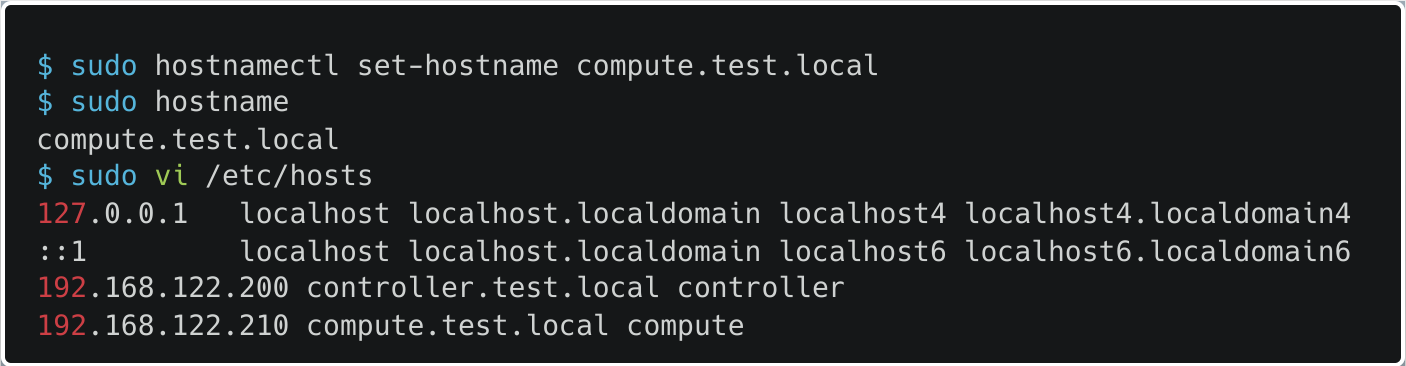 $ sudo hostnamectl set-hostname compute.test.local
$ sudo hostname
compute.test.local
$ sudo vi /etc/hosts
127.0.0.1   localhost localhost.localdomain localhost4 localhost4.localdomain4
::1         localhost localhost.localdomain localhost6 localhost6.localdomain6
192.168.122.200 controller.test.local controller
192.168.122.210 compute.test.local compute